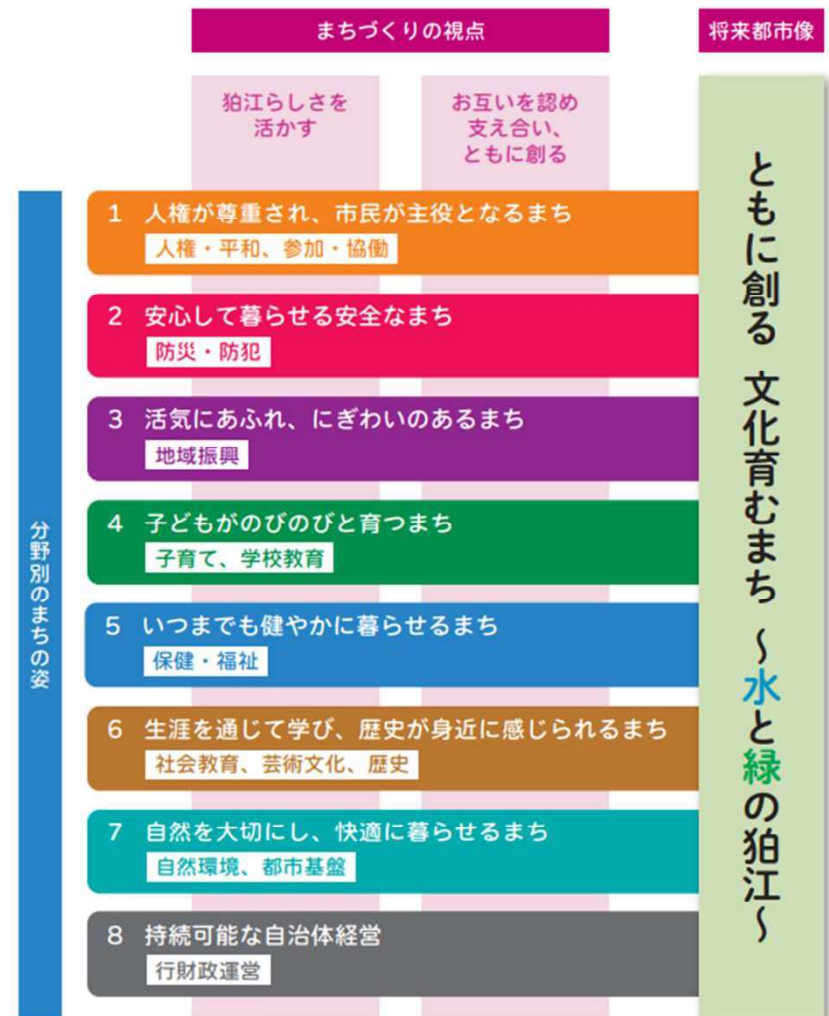 まちづくりの視点
将来都市像
狛江らしさを
活かす
お互いを認め
支え合い、
ともに創る
分野別のまちの姿
1 人権が尊重され、市民が主役となるまち
人権・平和、参加・協働
2 安心して暮らせる安全なまち
防災・防犯
3 活気にあふれ、にぎわいのあるまち
地域振興
4 子どもがのびのびと育つまち
子育て、学校教育
5 いつまでも健やかに暮らせるまち
保健・福祉
6 生涯を通じて学び、歴史が身近に感じられるまち
社会教育、芸術文化、歴史
7 自然を大切にし、快適に暮らせるまち
自然環境、都市基盤
8 持続可能な自治体経営
行財政運営
ともに創る 文化育むまち ～水と緑の狛江～